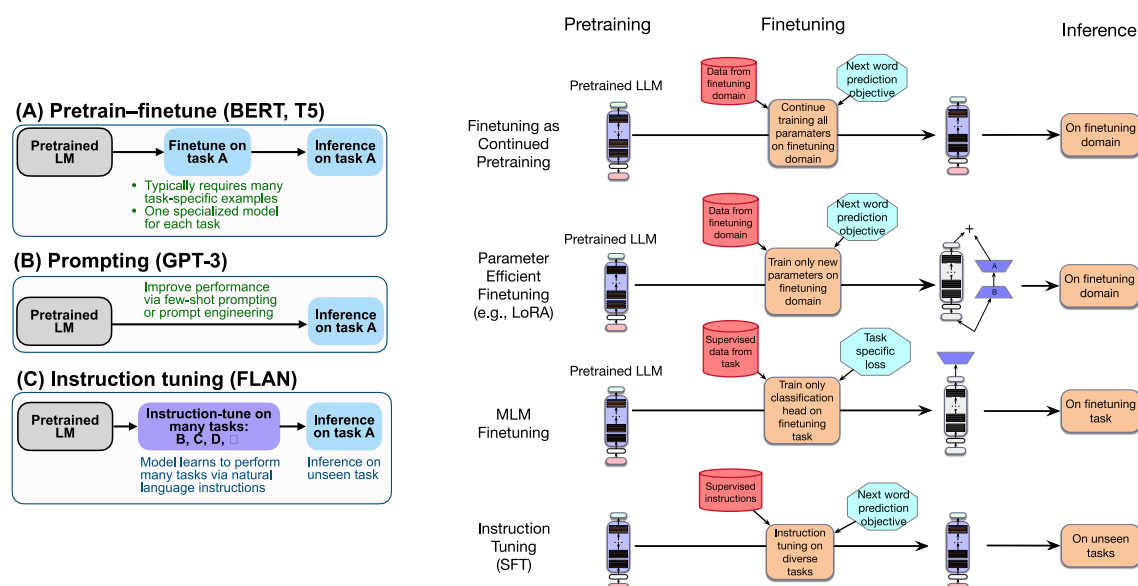 (A) Pretrain–finetune (BERT, T5)
Pretrained
LM
Finetune on
task A
Inference
on task A
• Typically requires many
task-specific examples
• One specialized model
for each task
(B) Prompting (GPT-3)
Improve performance
via few-shot prompting
or prompt engineering
Pretrained
LM
Inference
on task A
(C) Instruction tuning (FLAN)
Pretrained
LM
Instruction-tune on
many tasks:
B, C, D, □
Inference
on task A
Model learns to perform
many tasks via natural
language instructions
Inference on
unseen task
Pretraining
Finetuning
Inference
Finetuning as
Continued
Pretraining
Pretrained LLM
Data from
finetuning
domain
Next word
prediction
objective
Continue
training all
paramaters
on finetuning
domain
On finetuning
domain
Parameter
Efficient
Finetuning
(e.g., LoRA)
Pretrained LLM
Data from
finetuning
domain
Next word
prediction
objective
Train only new
parameters on
finetuning
domain
+
A
B
On finetuning
domain
MLM
Finetuning
Pretrained LLM
Supervised
data from
task
Task
specific
loss
Train only
classification
head on
finetuning
task
On finetuning
task
Instruction
Tuning
(SFT)
Supervised
instructions
Next word
prediction
objective
Instruction
tuning on
diverse
tasks
On unseen
tasks